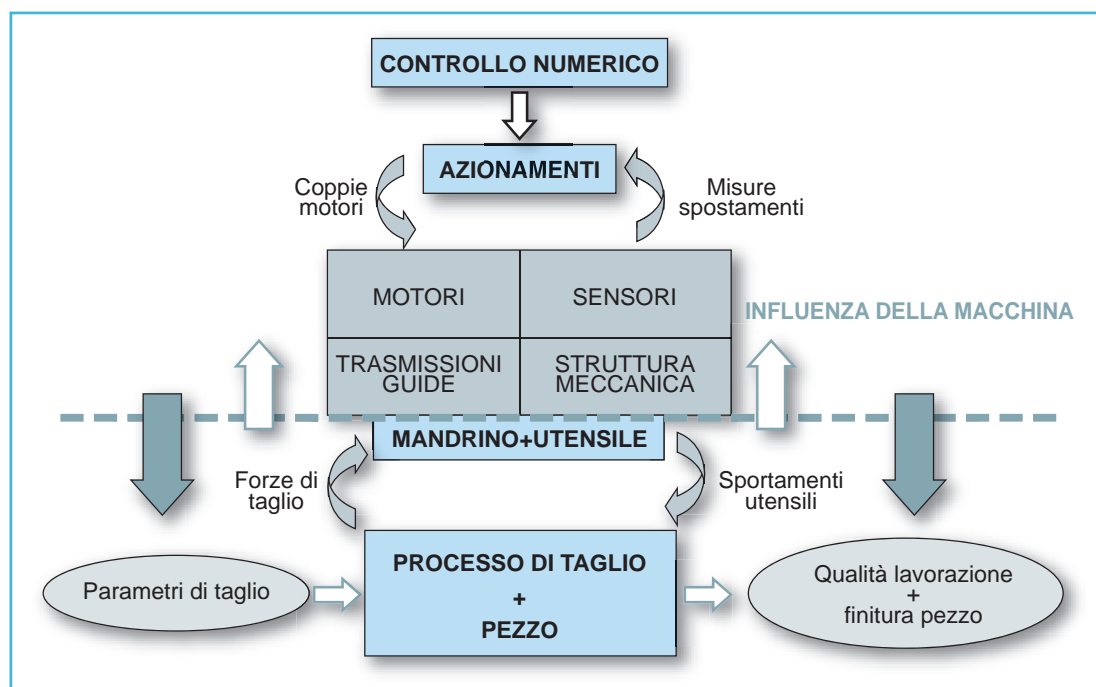 CONTROLLO NUMERICO
AZIONAMENTI
Coppie
motori
Misure
spostamenti
MOTORI
SENSORI
INFLUENZA DELLA MACCHINA
TRASMISSIONI
GUIDE
STRUTTURA
MECCANICA
MANDRINO+UTENSILE
Forze di
taglio
Sportamenti
utensili
PROCESSO DI TAGLIO
+
PEZZO
Parametri di taglio
Qualità lavorazione
+
finitura pezzo